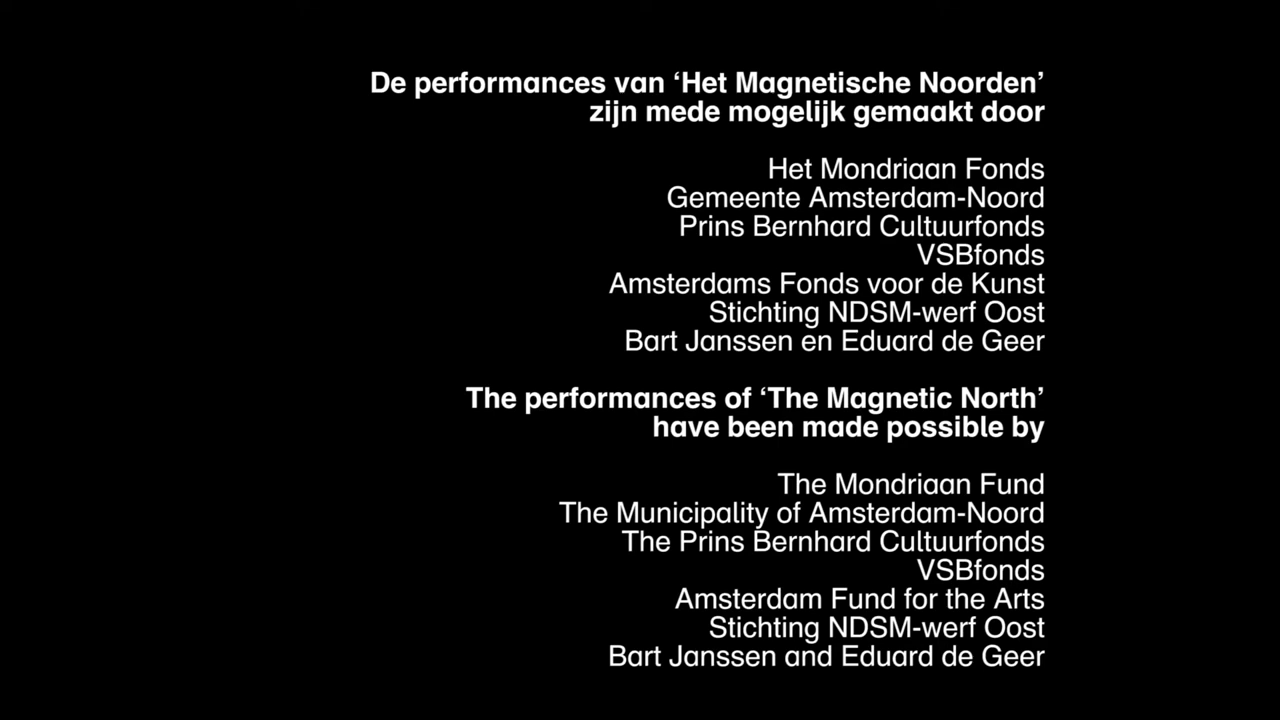 De performances van ‘Het Magnetische Noorden’
zijn mede mogelijk gemaakt door
Het Mondriaan Fonds
Gemeente Amsterdam-Noord
Prins Bernhard Cultuurfonds
VSBfonds
Amsterdams Fonds voor de Kunst
Stichting NDSM-werf Oost
Bart Janssen en Eduard de Geer
The performances of ‘The Magnetic North’
have been made possible by
The Mondriaan Fund
The Municipality of Amsterdam-Noord
The Prins Bernhard Cultuurfonds
VSBfonds
Amsterdam Fund for the Arts
Stichting NDSM-werf Oost
Bart Janssen and Eduard de Geer